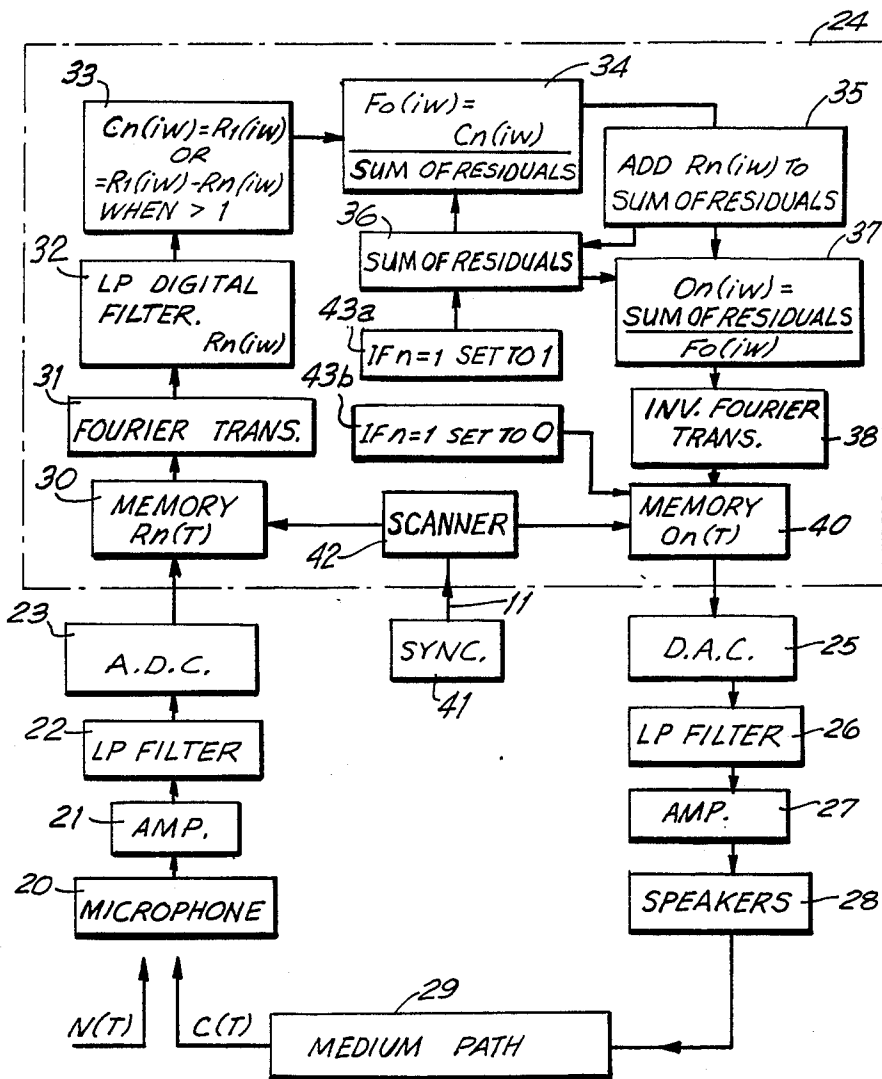 24
33
Cn(iw)=R1(iw)
OR
=R1(iw)-Rn(iw)
WHEN > 1
34
Fo(iw)=
Cn(iw)
SUM OF RESIDUALS
35
ADD Rn(iw) TO
SUM OF RESIDUALS
36
SUM OF RESIDUALS
32
LP DIGITAL
FILTER.
Rn(iw)
37
On(iw)=
SUM OF RESIDUALS
Fo(iw)
43a
IF n=1 SET TO 1
43b
IF n=1 SET TO 0
31
FOURIER TRANS.
INV. FOURIER
TRANS.
38
30
MEMORY
Rn(T)
SCANNER
42
MEMORY
On(T)
40
11
23
A.D.C.
SYNC.
41
D.A.C.
25
22
LP FILTER
LP FILTER
26
21
AMP.
AMP.
27
20
MICROPHONE
SPEAKERS
28
N(T)
C(T)
29
MEDIUM PATH